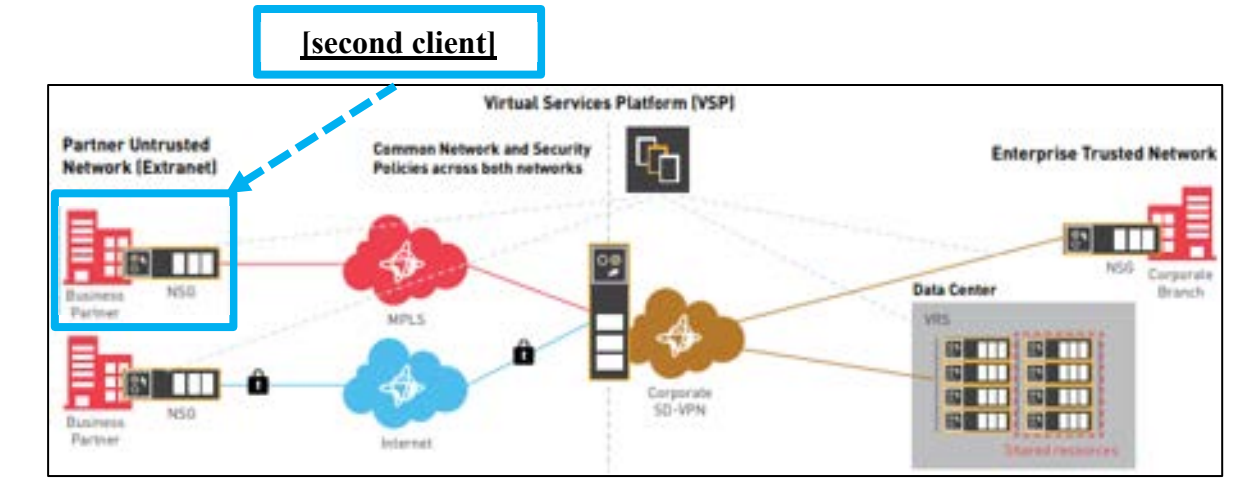 [second client]
Virtual Services Platform (VSP)
Partner Untrusted
Network (Extranet)
Common Network and Security
Policies across both networks
Enterprise Trusted Network
Business
Partner
NSG
MPLS
NSG
Corporate
Branch
Data Center
VRS
Business
Partner
NSG
Internet
Corporate
SD-VPN
Shared resources